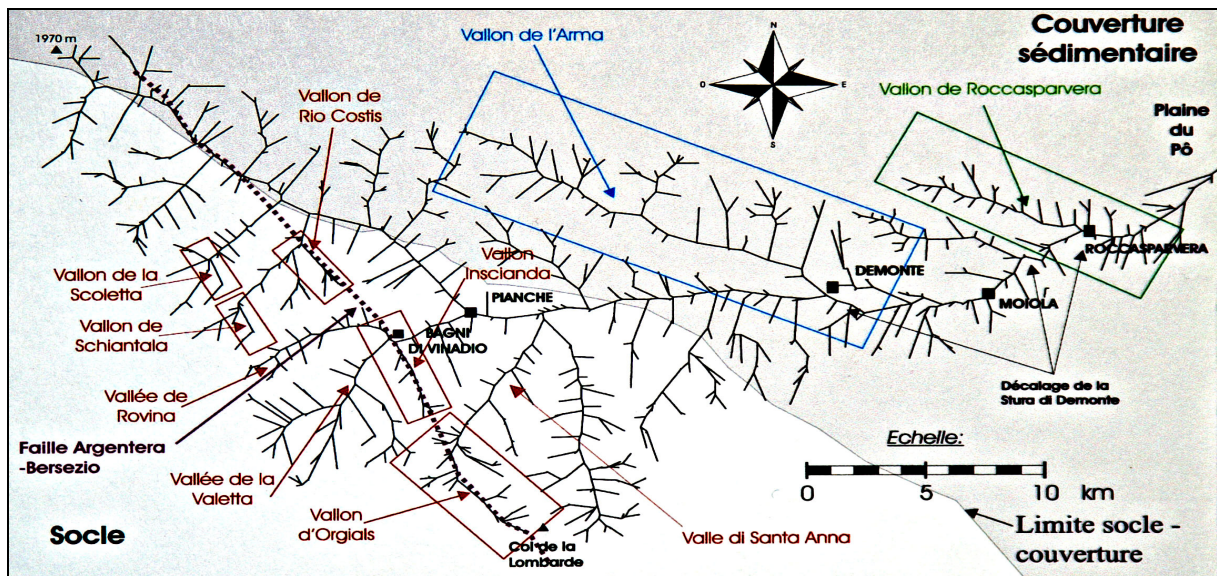 1970 m
Vallon de l'Arma
N
O
E
S
Couverture
sédimentaire
Vallon de Roccasparvera
Plaine
du
Pô
Vallon de
Rio Costis
Vallon
Inscianda
Vallon de la
Scoletta
Vallon de
Schiantala
PIANCHE
BAGNI
DI VINADIO
DEMONTE
MOIOLA
ROCCASPARVERA
Vallée de
Rovina
Décalage de la
Stura di Demonte
Faille Argentera
-Bersezio
Vallée de la
Valetta
Vallon
d'Orgials
Socle
Col de la
Lombarde
Valle di Santa Anna
Echelle:
0 5 10 km
Limite socle -
couverture